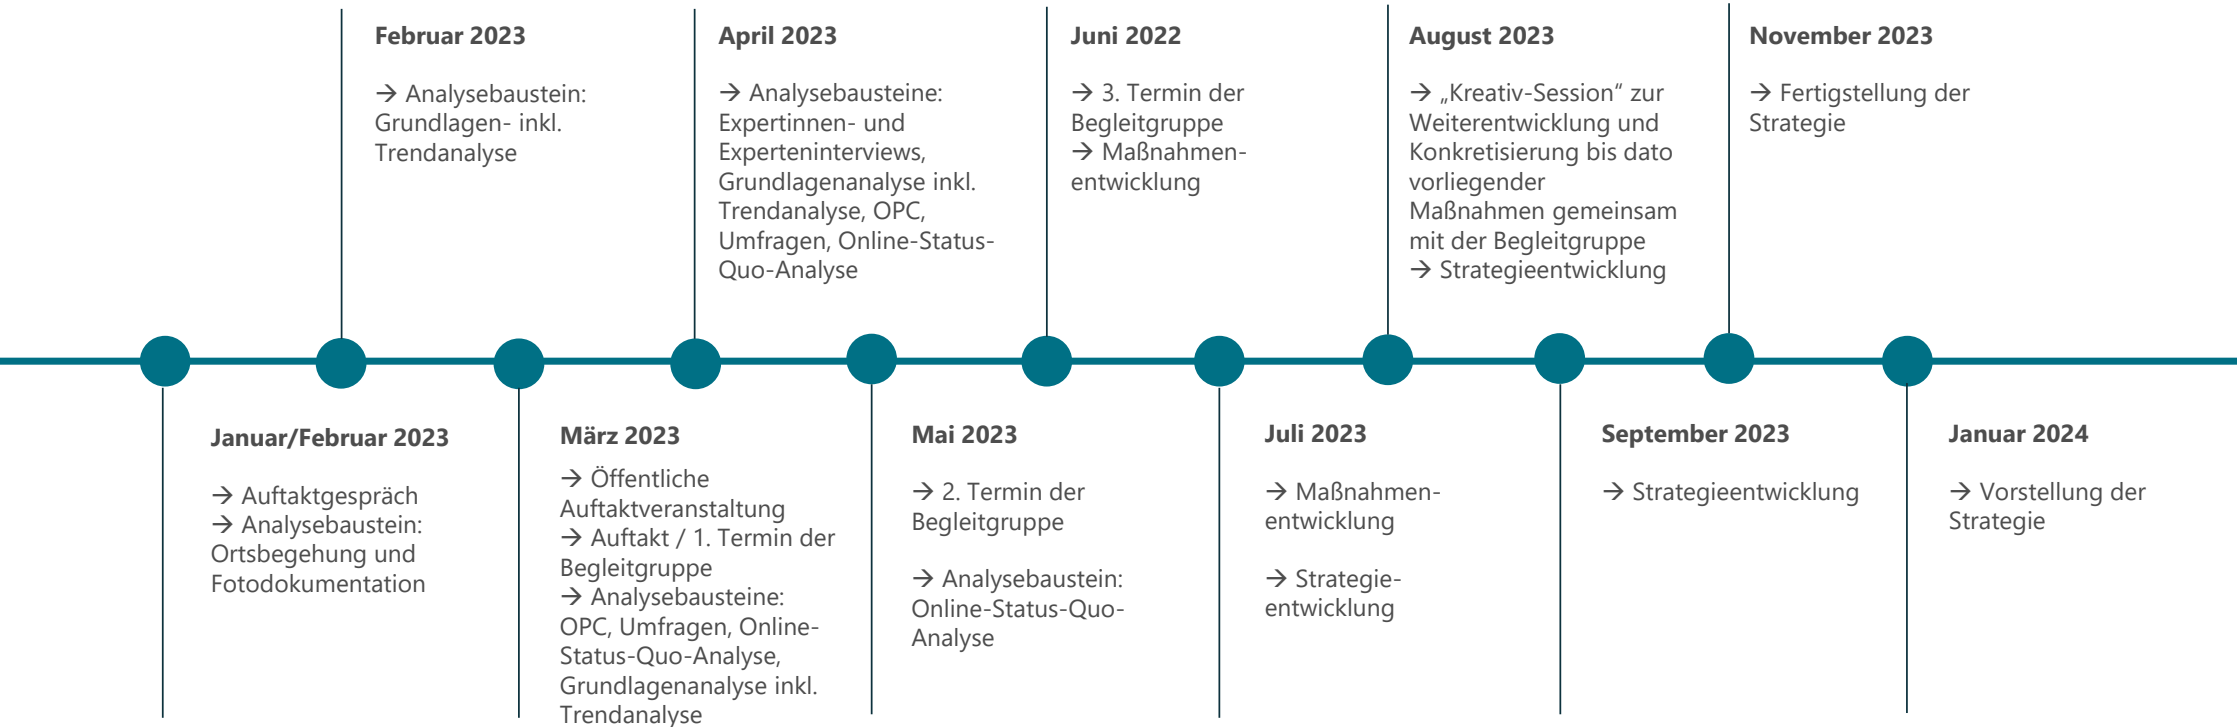 Februar 2023
→ Analysebaustein:
Grundlagen- inkl.
Trendanalyse
April 2023
→ Analysebausteine:
Expertinnen- und
Experteninterviews,
Grundlagenanalyse inkl.
Trendanalyse, OPC,
Umfragen, Online-Status-
Quo-Analyse
Juni 2022
→ 3. Termin der
Begleitgruppe
→ Maßnahmen-
entwicklung
August 2023
→ „Kreativ-Session“ zur
Weiterentwicklung und
Konkretisierung bis dato
vorliegender
Maßnahmen gemeinsam
mit der Begleitgruppe
→ Strategieentwicklung
November 2023
→ Fertigstellung der
Strategie
Januar/Februar 2023
→ Auftaktgespräch
→ Analysebaustein:
Ortsbegehung und
Fotodokumentation
März 2023
→ Öffentliche
Auftaktveranstaltung
→ Auftakt / 1. Termin der
Begleitgruppe
→ Analysebausteine:
OPC, Umfragen, Online-
Status-Quo-Analyse,
Grundlagenanalyse inkl.
Trendanalyse
Mai 2023
→ 2. Termin der
Begleitgruppe
→ Analysebaustein:
Online-Status-Quo-
Analyse
Juli 2023
→ Maßnahmen-
entwicklung
→ Strategie-
entwicklung
September 2023
→ Strategieentwicklung
Januar 2024
→ Vorstellung der
Strategie